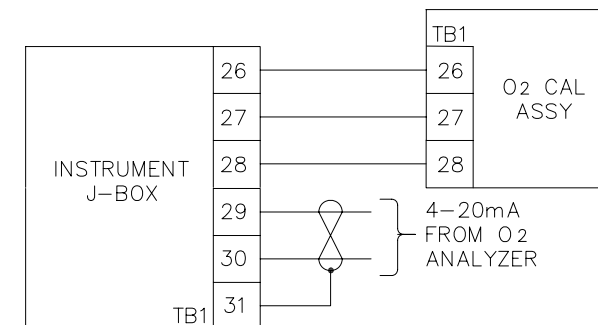 TB1
26
27
28
O2 CAL
ASSY
INSTRUMENT
J-BOX
26
27
28
29
30
31
TB1
4-20mA
FROM O2
ANALYZER